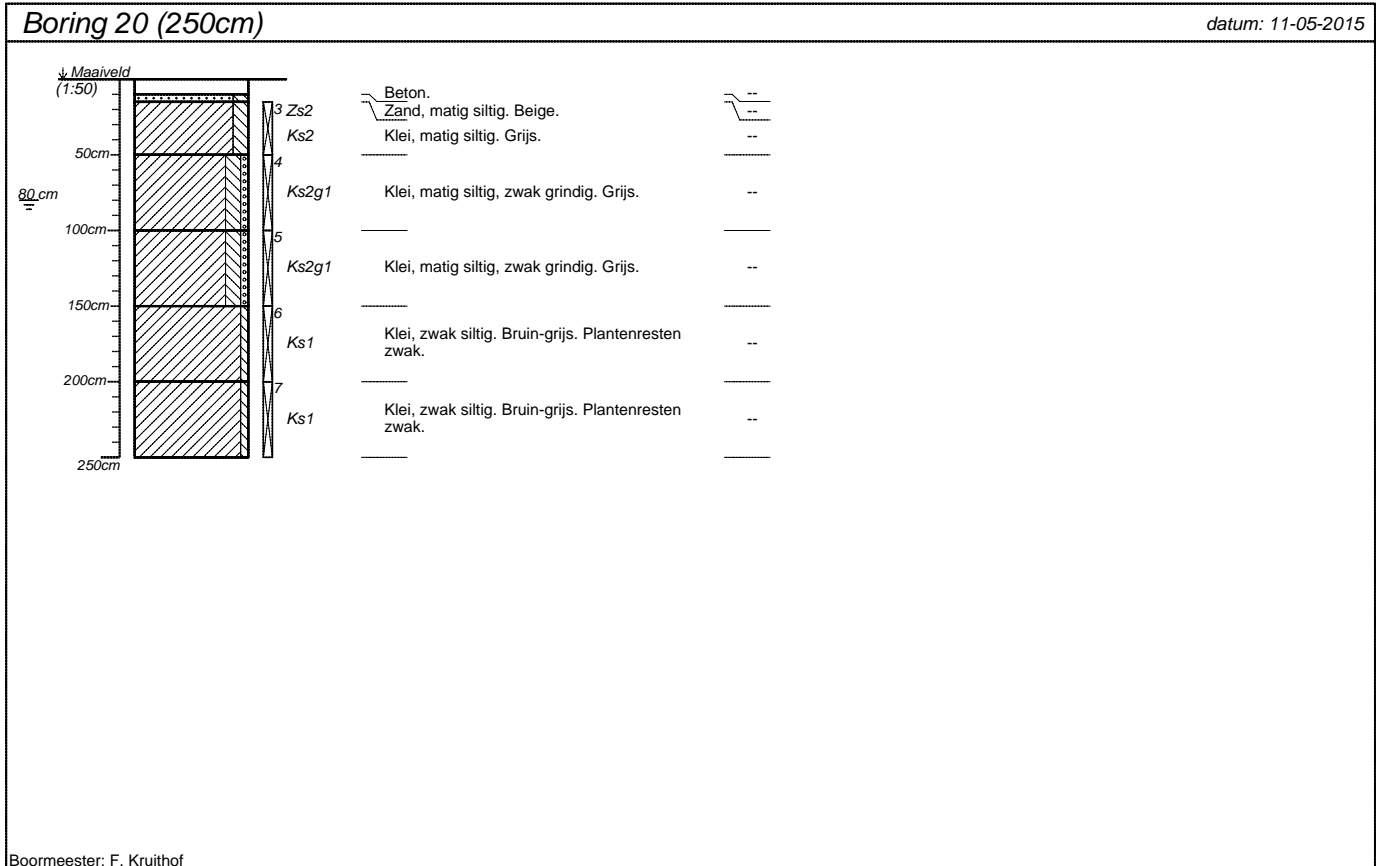 Boring 20 (250cm)
datum: 11-05-2015
Maaiveld
(1:50)
Beton. --
3 Zs2 Zand, matig siltig. Beige. --
Ks2 Klei, matig siltig. Grijs. --
50cm
4
Ks2g1 Klei, matig siltig, zwak grindig. Grijs. --
80 cm
100cm
5
Ks2g1 Klei, matig siltig, zwak grindig. Grijs. --
150cm
6
Ks1 Klei, zwak siltig. Bruin-grijs. Plantenresten
zwak. --
200cm
7
Ks1 Klei, zwak siltig. Bruin-grijs. Plantenresten
zwak. --
250cm
Boormeester: F. Kruithof